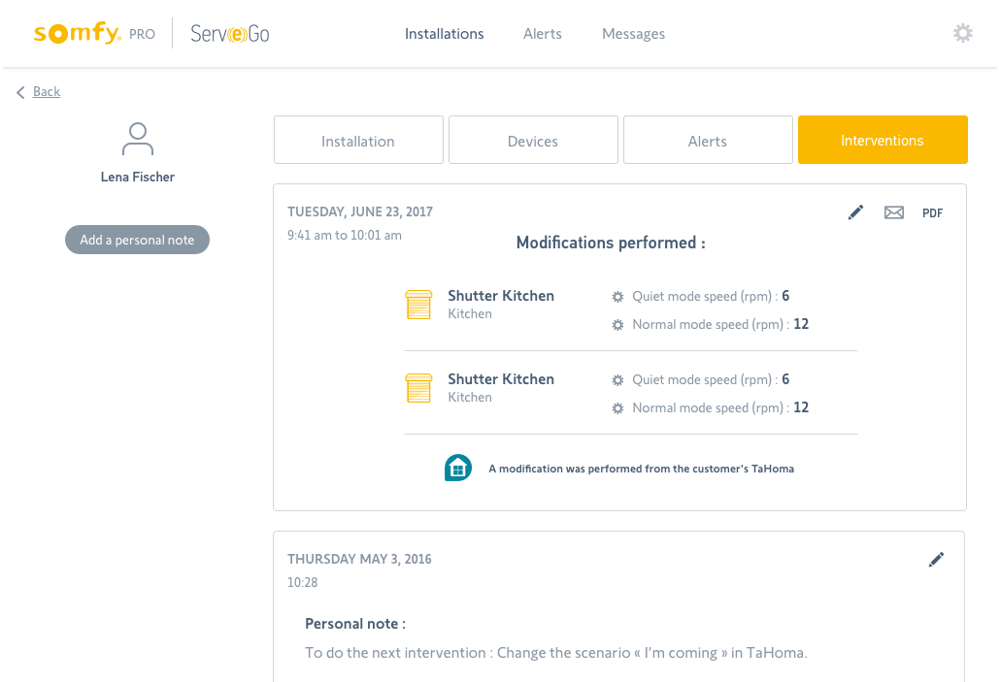 somfy. PRO ServeGo Installations Alerts Messages
Back
Lena Fischer
Add a personal note
Installation Devices Alerts Interventions
TUESDAY, JUNE 23, 2017 PDF
9:41 am to 10:01 am
Modifications performed :
Shutter Kitchen Quiet mode speed (rpm) : 6
Kitchen Normal mode speed (rpm) : 12
Shutter Kitchen Quiet mode speed (rpm) : 6
Kitchen Normal mode speed (rpm) : 12
A modification was performed from the customer's TaHoma
THURSDAY MAY 3, 2016
10:28
Personal note :
To do the next intervention : Change the scenario « I’m coming » in TaHoma.